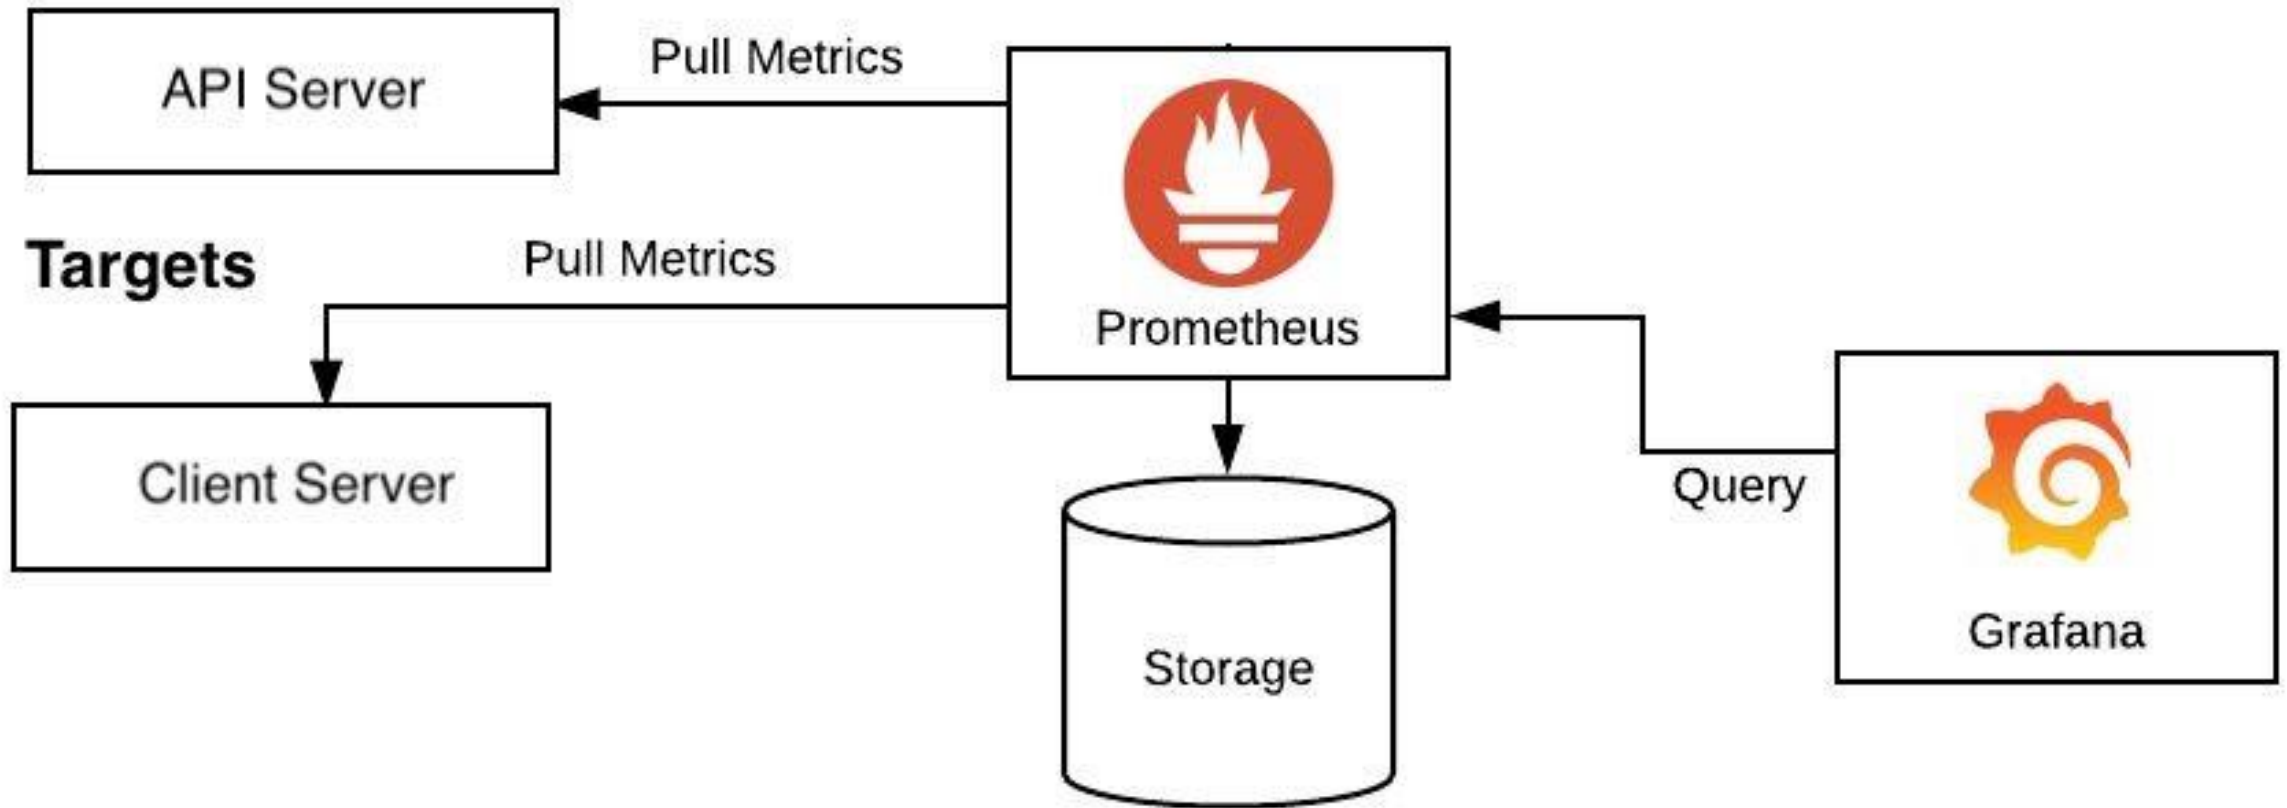 API Server
Pull Metrics
Targets
Pull Metrics
Prometheus
Client Server
Query
Storage
Grafana